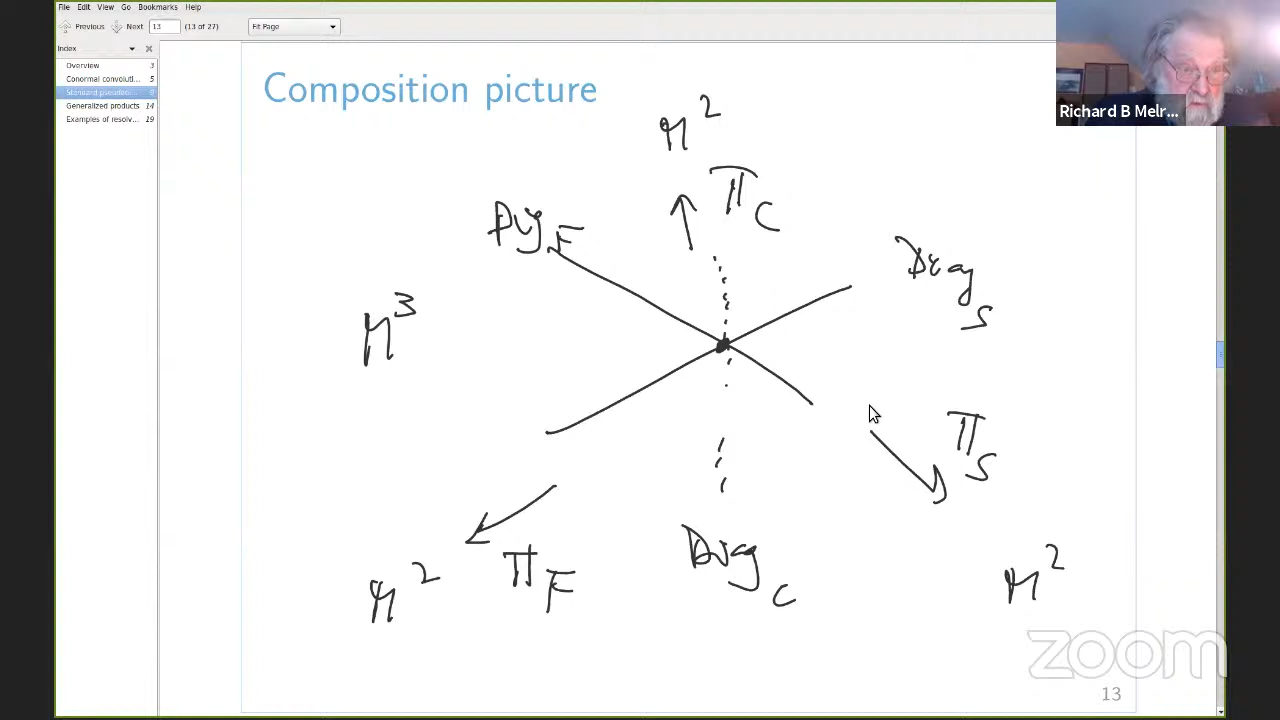 File Edit View Go Bookmarks Help
Previous Next 13 (13 of 27) Fit Page
Index
Overview 3
Conormal convoluti... 5
Standard pseudodi... 8
Generalized products 14
Examples of resolv... 19
Richard B Melr...
Composition picture
M²
π_C
Diag_F
Diag_S
M³
π_S
Diag_C
π_F
M²
M²
zoom
13